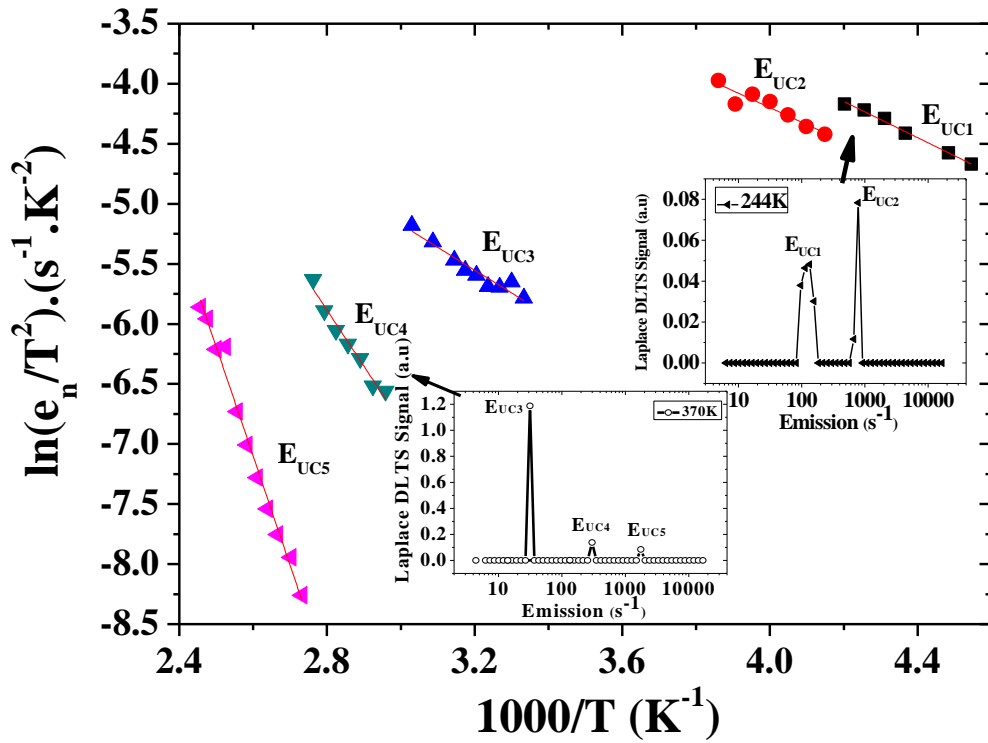 -3.5
-4.0
-4.5
-5.0
-5.5
-6.0
-6.5
-7.0
-7.5
-8.0
-8.5
ln(eₙ/T²).(s⁻¹.K⁻²)
2.4 2.8 3.2 3.6 4.0 4.4
1000/T (K⁻¹)
E_UC2
E_UC1
E_UC3
E_UC4
E_UC5
244K
E_UC2
E_UC1
0.08
0.06
0.04
0.02
0.00
Laplace DLTS Signal (a.u)
10 100 1000 10000
Emission (s⁻¹)
370K
E_UC3
E_UC4 E_UC5
1.2
1.0
0.8
0.6
0.4
0.2
0.0
Laplace DLTS Signal (a.u)
10 100 1000 10000
Emission (s⁻¹)